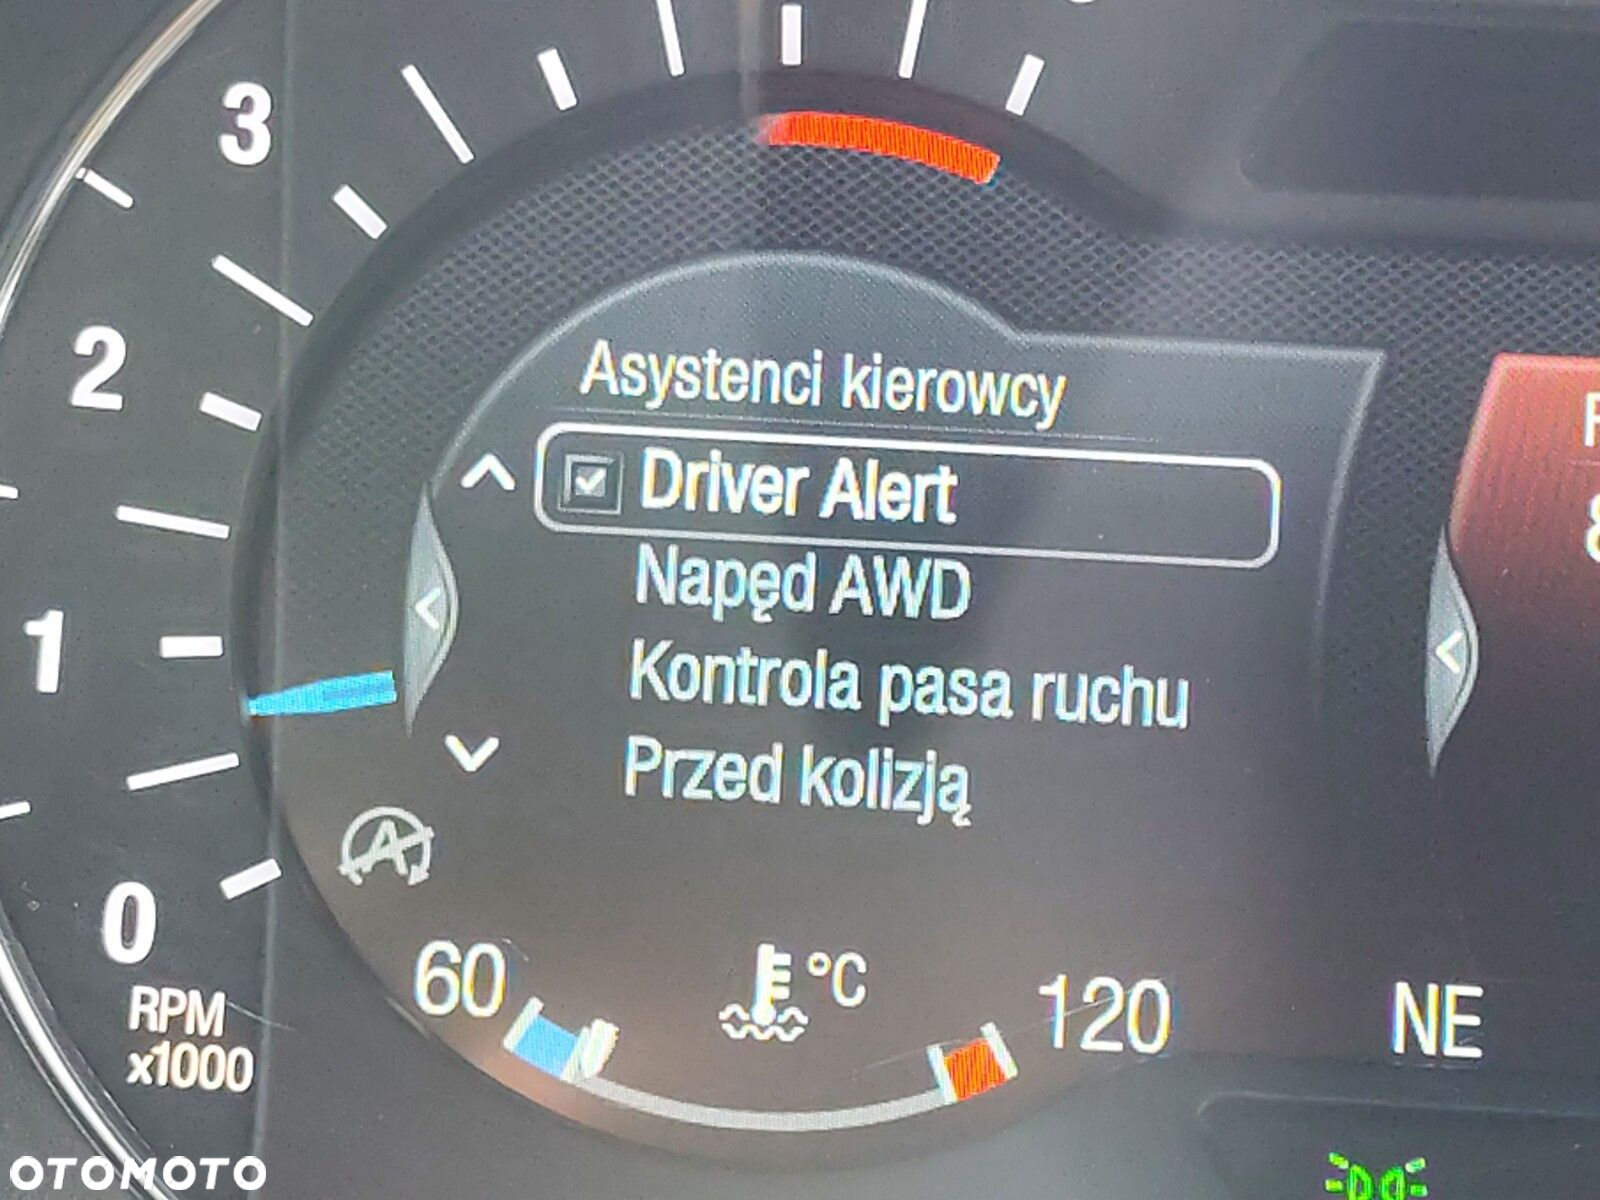 3
2
1
0
RPM
x1000
Asystenci kierowcy
Driver Alert
Napęd AWD
Kontrola pasa ruchu
Przed kolizją
A
60
°C
120
NE
OTOMOTO